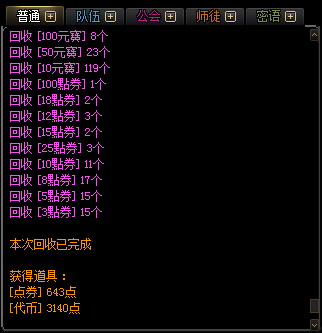 普通 队伍 公会 师徒 密语
回收 [100元寶] 8个
回收 [50元寶] 23个
回收 [10元寶] 119个
回收 [100點券] 1个
回收 [18點券] 2个
回收 [12點券] 3个
回收 [15點券] 2个
回收 [25點券] 3个
回收 [10點券] 11个
回收 [8點券] 17个
回收 [5點券] 15个
回收 [3點券] 15个
本次回收已完成
获得道具：
[点券] 643点
[代币] 3140点